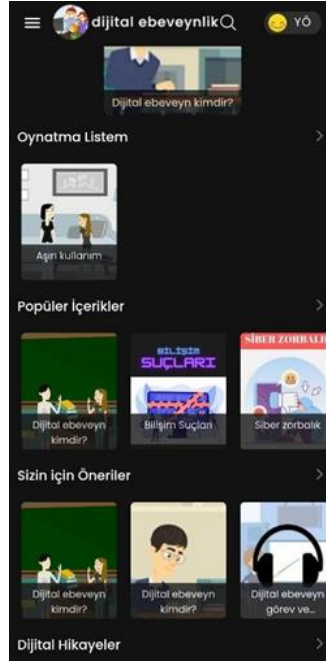 dijital ebeveynlik
YÖ
Dijital ebeveyn kimdir?
Oynatma Listem
Aşırı kullanım
Popüler İçerikler
BİLİŞİM
SUÇLARI
SİBER ZORBALIK
Dijital ebeveyn
kimdir?
Bilişim Suçları
Siber zorbalık
Sizin için Öneriler
Dijital ebeveyn
kimdir?
Dijital ebeveyn
kimdir?
Dijital ebeveyn
görev ve...
Dijital Hikayeler